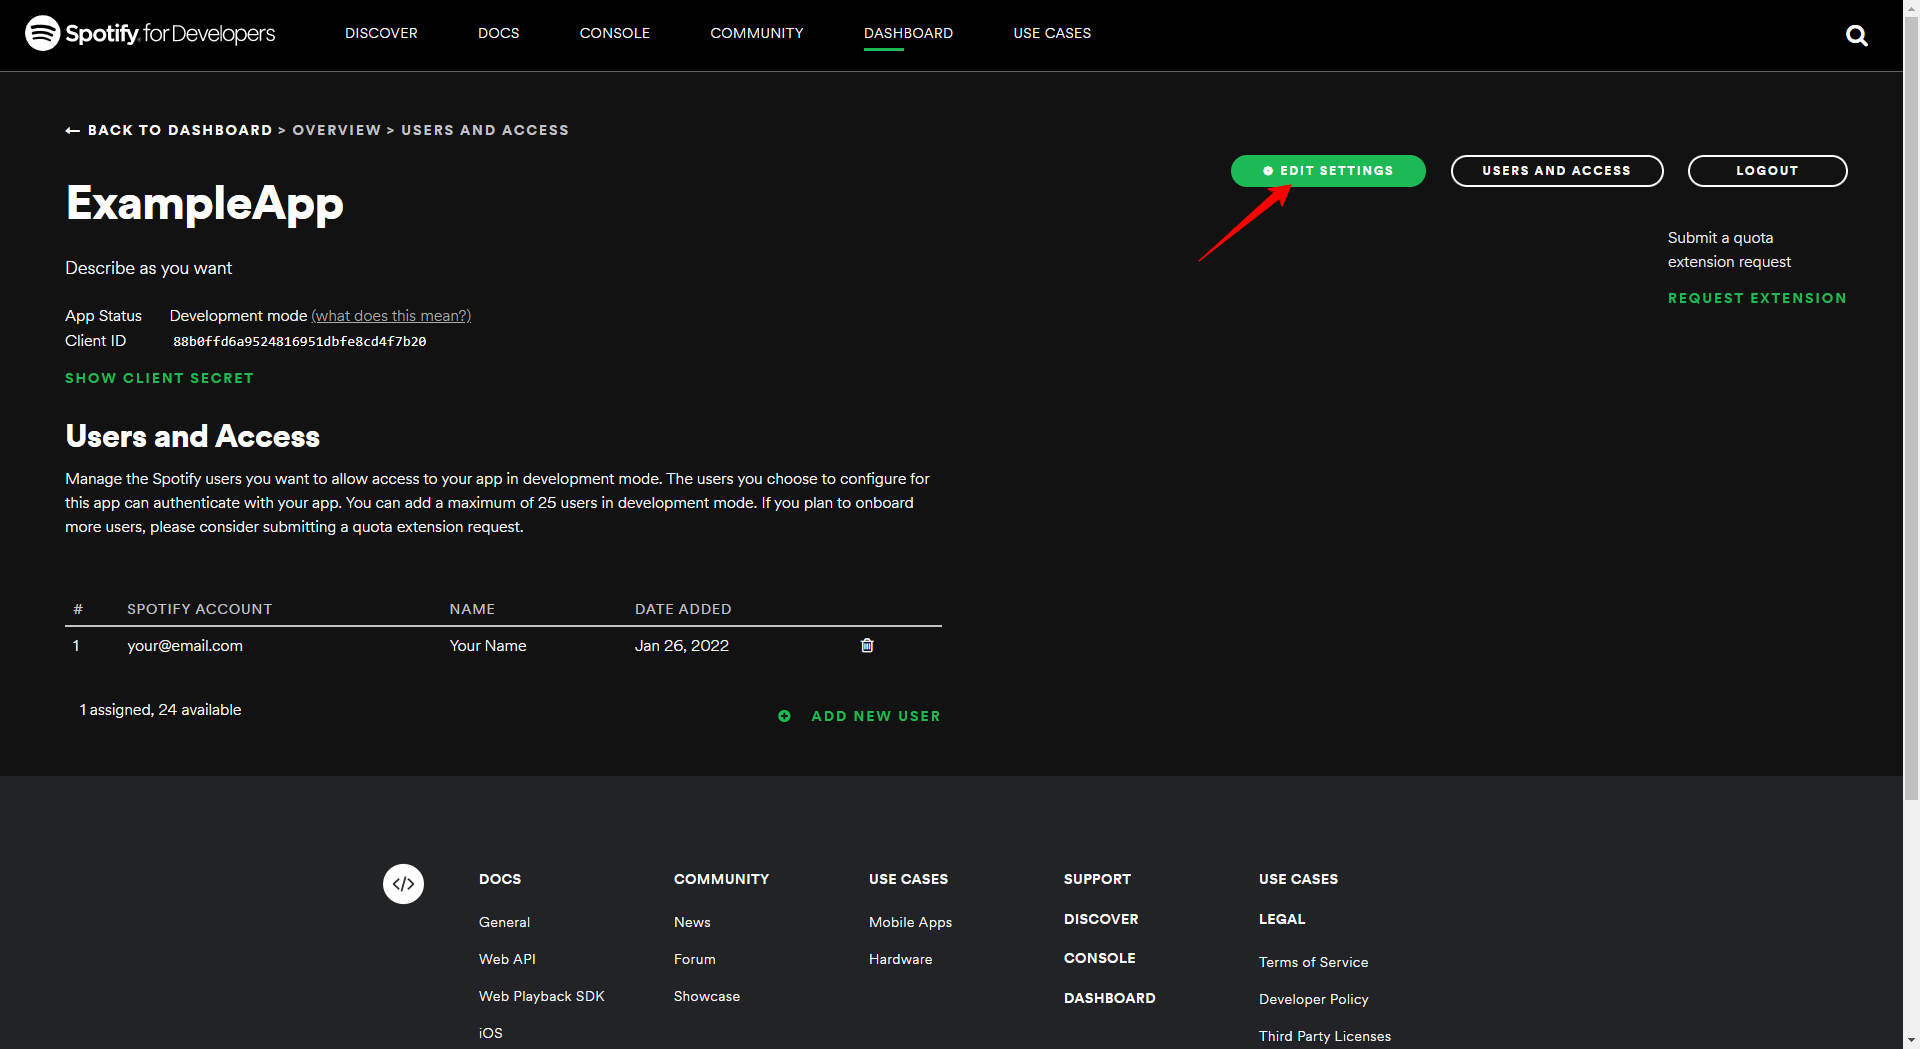 Spotify for Developers
DISCOVER
DOCS
CONSOLE
COMMUNITY
DASHBOARD
USE CASES
← BACK TO DASHBOARD > OVERVIEW > USERS AND ACCESS
EDIT SETTINGS
USERS AND ACCESS
LOGOUT
ExampleApp
Submit a quota
extension request
REQUEST EXTENSION
Describe as you want
App Status Development mode (what does this mean?)
Client ID 88b0ffd6a9524816951dbfe8cd4f7b20
SHOW CLIENT SECRET
Users and Access
Manage the Spotify users you want to allow access to your app in development mode. The users you choose to configure for
this app can authenticate with your app. You can add a maximum of 25 users in development mode. If you plan to onboard
more users, please consider submitting a quota extension request.
# SPOTIFY ACCOUNT NAME DATE ADDED
1 your@email.com Your Name Jan 26, 2022
1 assigned, 24 available
ADD NEW USER
</>
DOCS
General
Web API
Web Playback SDK
iOS
COMMUNITY
News
Forum
Showcase
USE CASES
Mobile Apps
Hardware
SUPPORT
DISCOVER
CONSOLE
DASHBOARD
USE CASES
LEGAL
Terms of Service
Developer Policy
Third Party Licenses